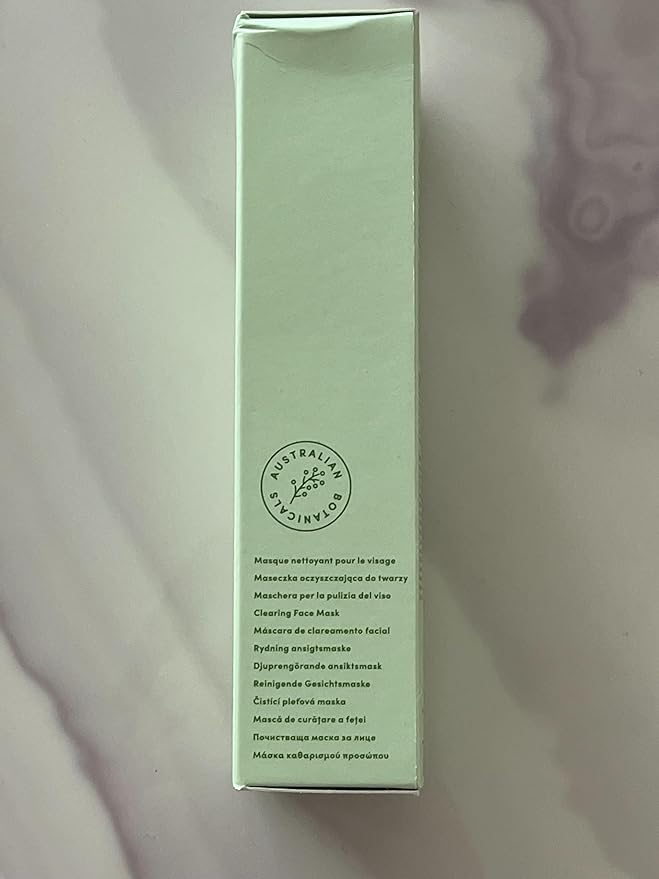 AUSTRALIAN BOTANICALS
Masque nettoyant pour le visage
Maseczka oczyszczająca do twarzy
Maschera per la pulizia del viso
Clearing Face Mask
Máscara de clareamento facial
Rydning ansigtsmaske
Djuprengörande ansiktsmask
Reinigende Gesichtsmaske
Čistící pleťová maska
Mască de curățare a feței
Почистваща маска за лице
Μάσκα καθαρισμού προσώπου